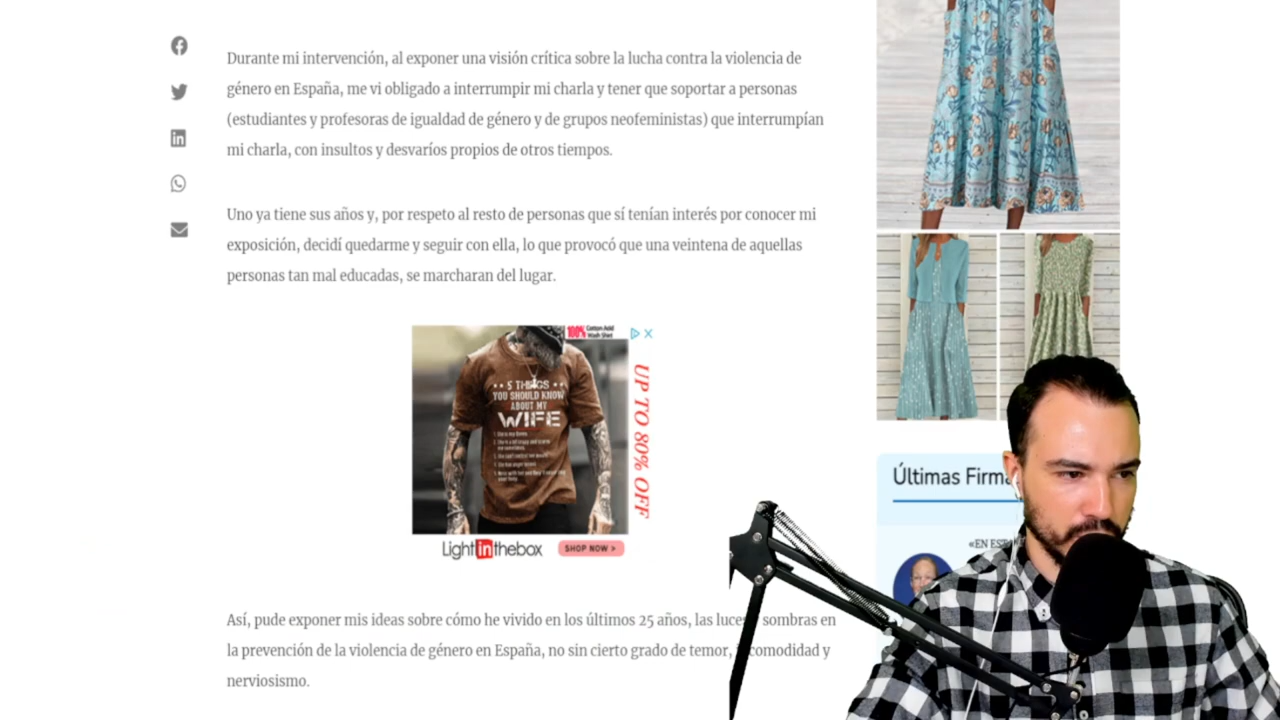 Durante mi intervención, al exponer una visión crítica sobre la lucha contra la violencia de
género en España, me vi obligado a interrumpir mi charla y tener que soportar a personas
(estudiantes y profesoras de igualdad de género y de grupos neofeministas) que interrumpían
mi charla, con insultos y desvaríos propios de otros tiempos.
Uno ya tiene sus años y, por respeto al resto de personas que sí tenían interés por conocer mi
exposición, decidí quedarme y seguir con ella, lo que provocó que una veintena de aquellas
personas tan mal educadas, se marcharan del lugar.
100% Cotton Add
Wash Shirt
5 THINGS
YOU SHOULD KNOW
ABOUT MY
WIFE
UP TO 80% OFF
Lightinthebox
SHOP NOW >
Últimas Firma
«EN ESP
Así, pude exponer mis ideas sobre cómo he vivido en los últimos 25 años, las luces sombras en
la prevención de la violencia de género en España, no sin cierto grado de temor, comodidad y
nerviosismo.